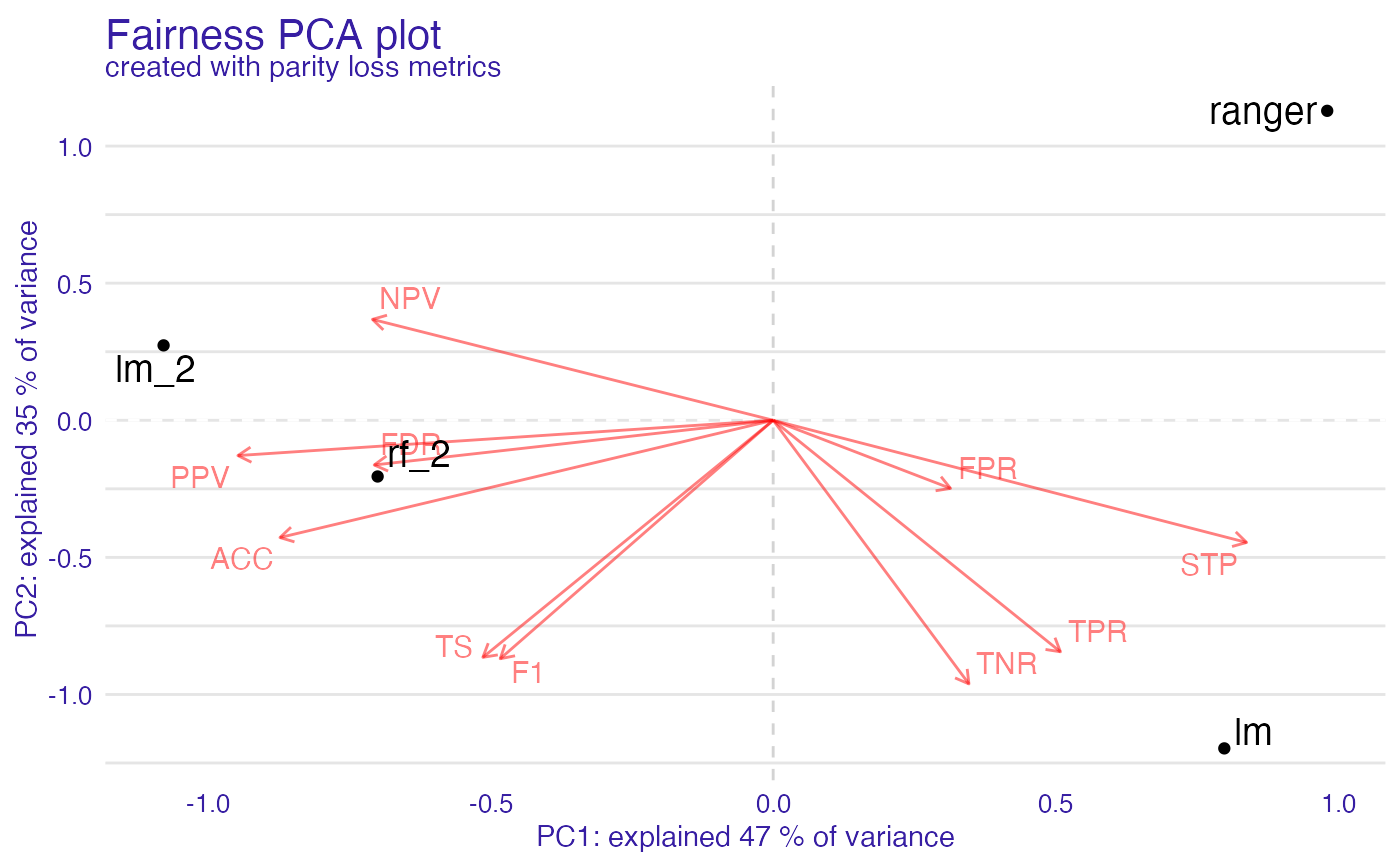 Fairness PCA plot
created with parity loss metrics
ranger
1.0
0.5
NPV
lm_2
0.0
FDR
rf_2
PPV
FPR
ACC
-0.5
STP
TS
F1
TPR
TNR
-1.0
lm
-1.0
-0.5
0.0
0.5
1.0
PC1: explained 47 % of variance
PC2: explained 35 % of variance